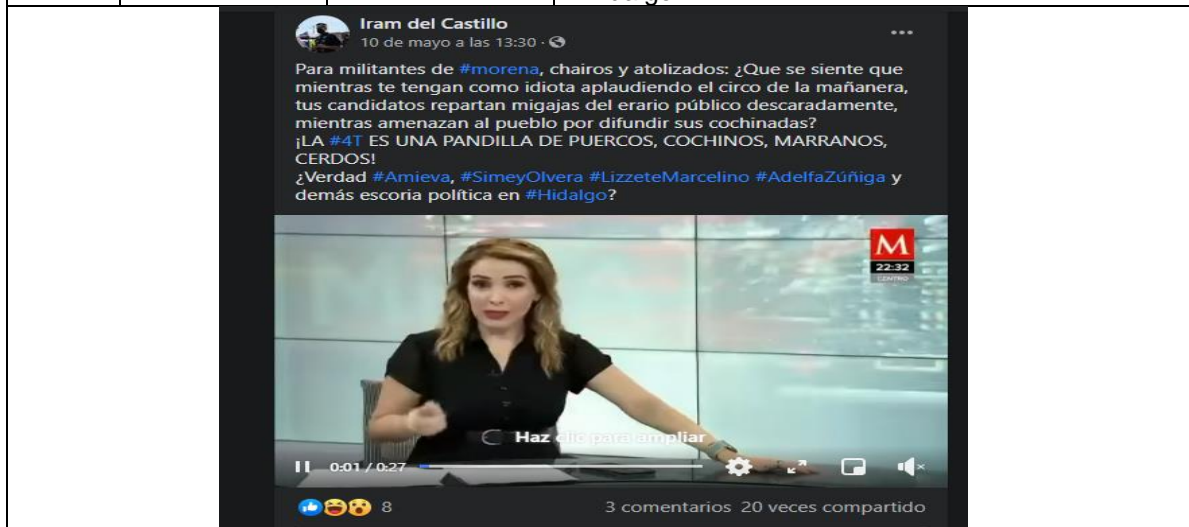 Iram del Castillo
10 de mayo a las 13:30 ·
Para militantes de #morena, chairos y atolizados: ¿Que se siente que
mientras te tengan como idiota aplaudiendo el circo de la mañanera,
tus candidatos repartan migajas del erario público descaradamente,
mientras amenazan al pueblo por difundir sus cochinadas?
¡LA #4T ES UNA PANDILLA DE PUERCOS, COCHINOS, MARRANOS,
CERDOS!
¿Verdad #Amieva, #SimeyOlvera #LizzeteMarcelino #AdelfaZúñiga y
demás escoria política en #Hidalgo?
M
22:32
CENTRO
Haz clic para ampliar
0:01 / 0:27
8
3 comentarios 20 veces compartido